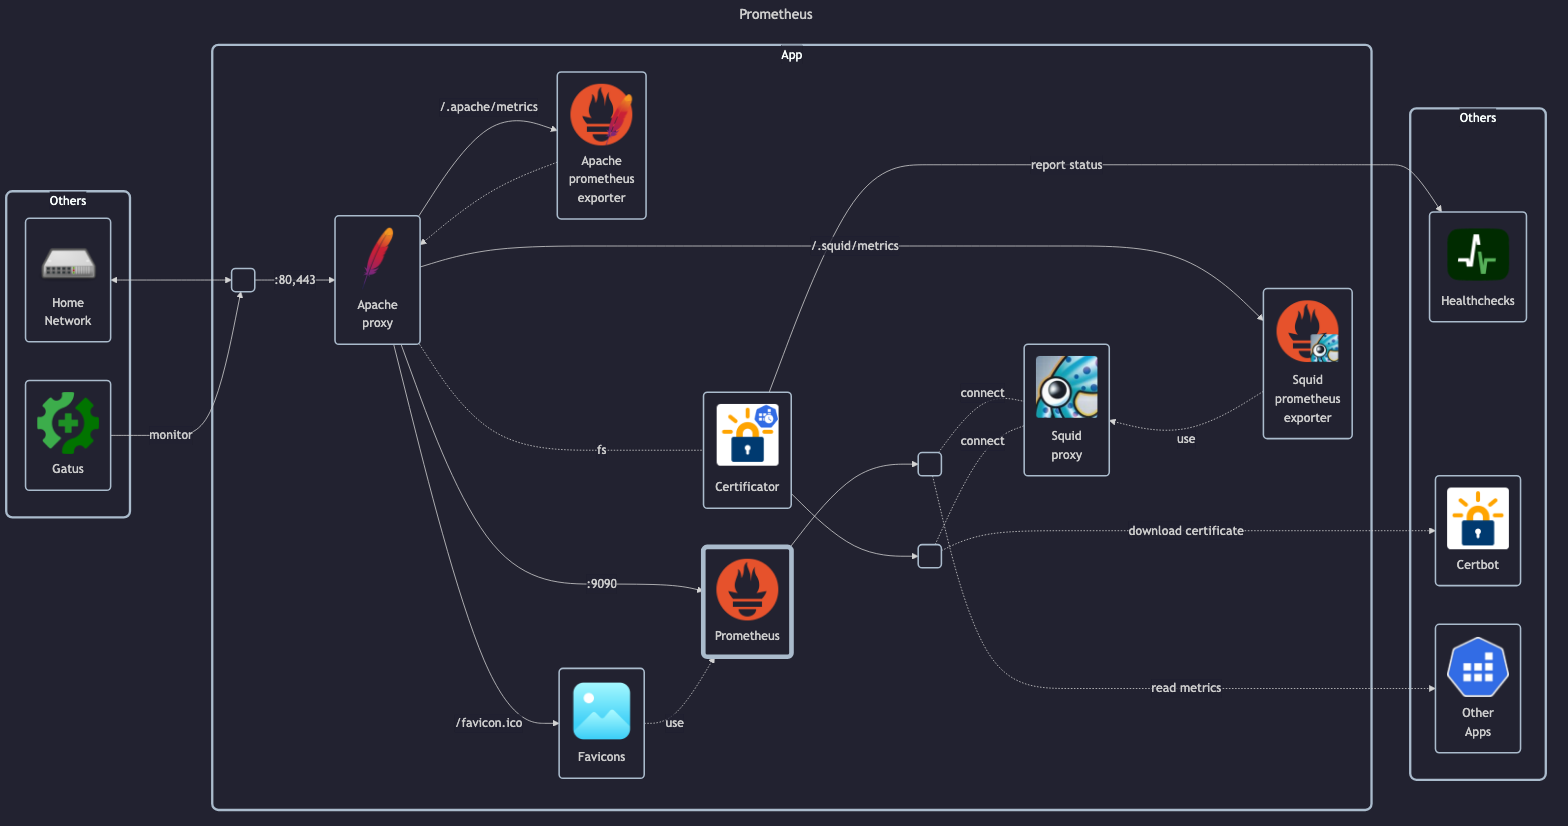 Prometheus
App
Others
Home
Network
Gatus
monitor
:80,443
Apache
proxy
/.apache/metrics
Apache
prometheus
exporter
/.squid/metrics
fs
:9090
/favicon.ico
Favicons
use
Certificator
Prometheus
report status
connect
connect
Squid
proxy
use
Squid
prometheus
exporter
download certificate
read metrics
Others
Healthchecks
Certbot
Other
Apps